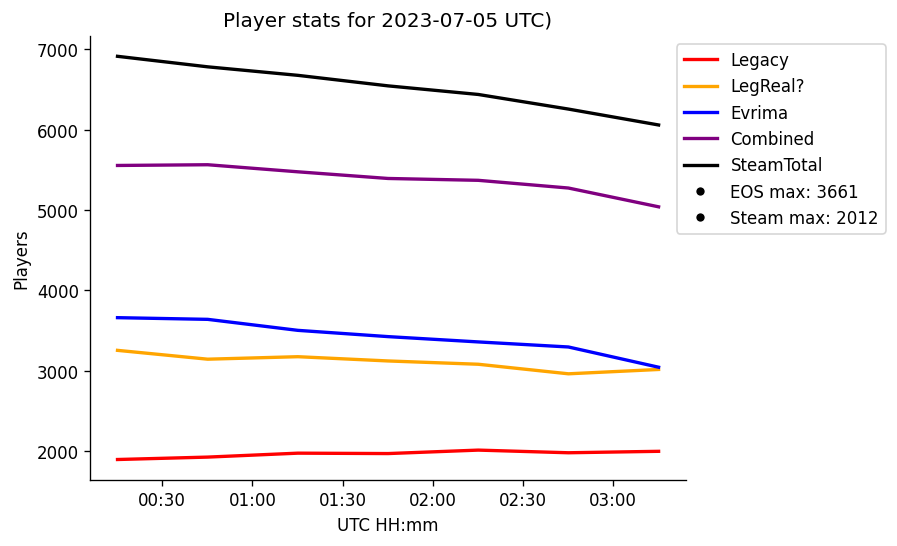 Player stats for 2023-07-05 UTC)
7000
6000
5000
4000
3000
2000
Players
00:30 01:00 01:30 02:00 02:30 03:00
UTC HH:mm
Legacy
LegReal?
Evrima
Combined
SteamTotal
EOS max: 3661
Steam max: 2012